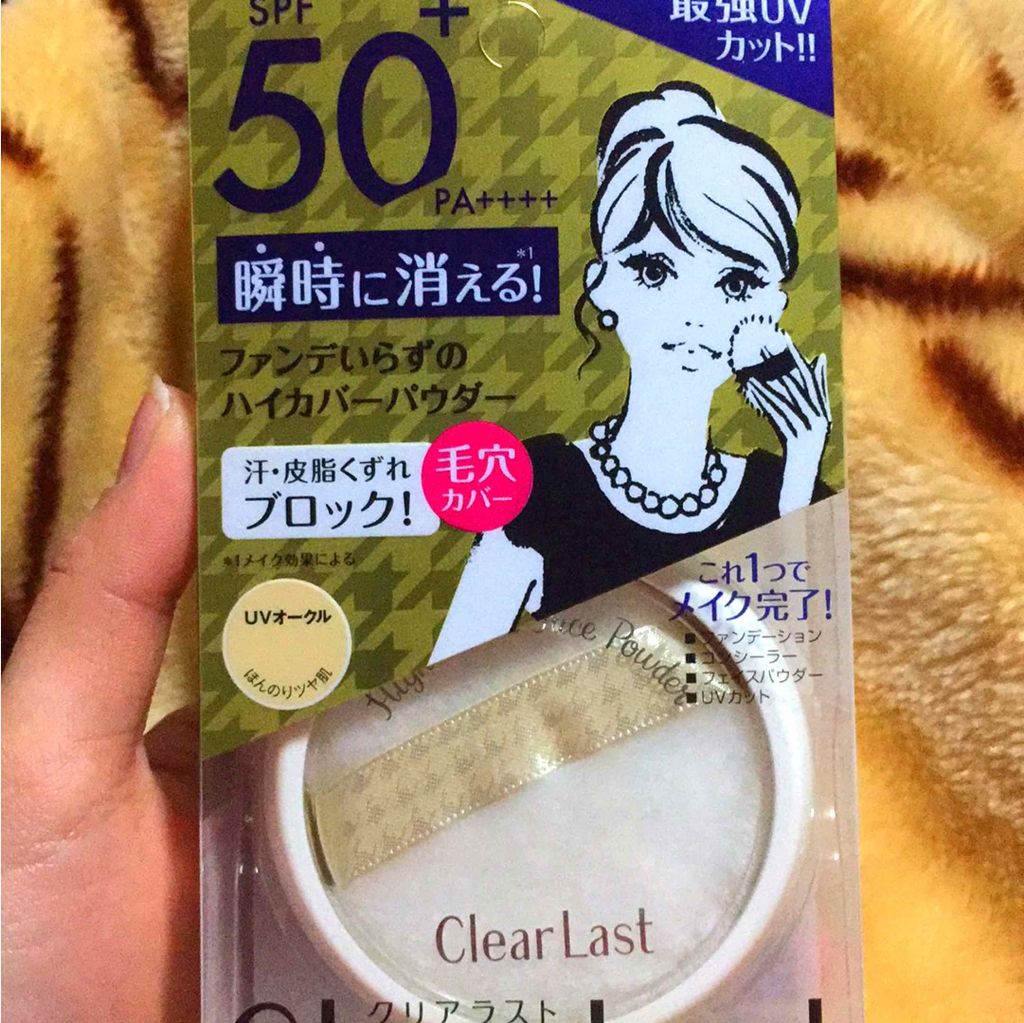 SPF
50+
PA++++
最強UV
カット!!
瞬時に消える!*1
ファンデいらずの
ハイカバーパウダー
汗・皮脂くずれ
ブロック!
毛穴
カバー
*1メイク効果による
UVオークル
ほんのりツヤ肌
これ1つで
メイク完了!
■ファンデーション
■コンシーラー
■フェイスパウダー
■UVカット
Face Powder
ClearLast
クリアラスト